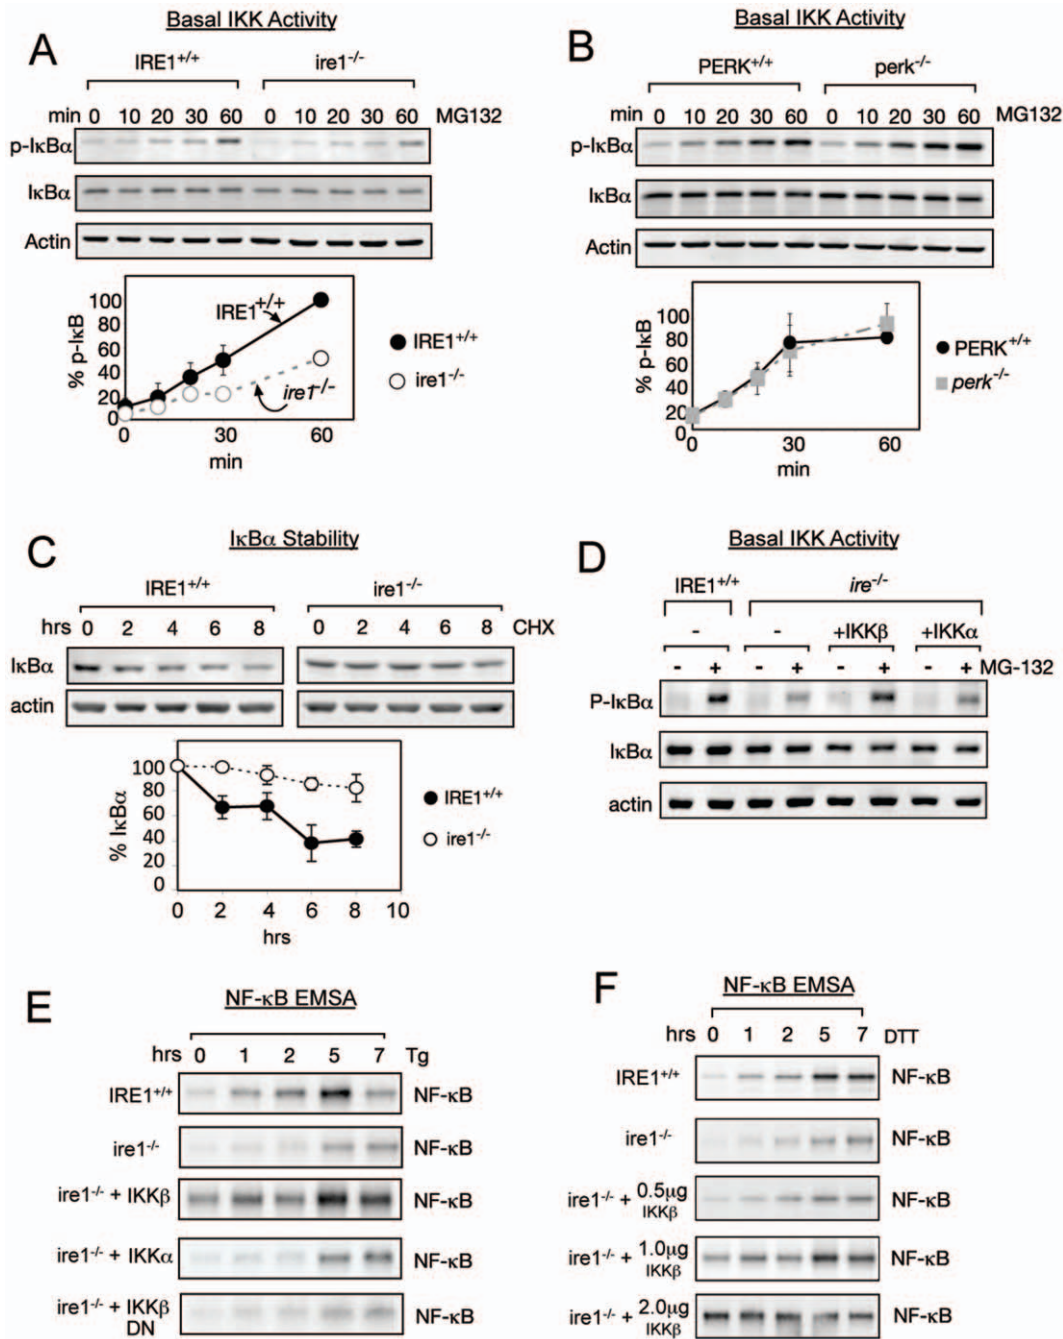 Basal IKK Activity
A
IRE1+/+ ire1-/-
min 0 10 20 30 60 0 10 20 30 60 MG132
p-IκBα
IκBα
Actin
% p-IκB
100
80
60
40
20
0
IRE1+/+
ire1-/-
0 30 60
min
IRE1+/+
ire1-/-
Basal IKK Activity
B
PERK+/+ perk-/-
min 0 10 20 30 60 0 10 20 30 60 MG132
p-IκBα
IκBα
Actin
% p-IκB
100
80
60
40
20
0
0 30 60
min
PERK+/+
perk-/-
IκBα Stability
C
IRE1+/+ ire1-/-
hrs 0 2 4 6 8 0 2 4 6 8 CHX
IκBα
actin
% IκBα
100
80
60
40
20
0
0 2 4 6 8 10
hrs
IRE1+/+
ire1-/-
Basal IKK Activity
D
IRE1+/+ ire-/-
- - +IKKβ +IKKα
- + - + - + - + MG-132
P-IκBα
IκBα
actin
NF-κB EMSA
E
hrs 0 1 2 5 7 Tg
IRE1+/+ NF-κB
ire1-/- NF-κB
ire1-/- + IKKβ NF-κB
ire1-/- + IKKα NF-κB
ire1-/- + IKKβ NF-κB
DN
NF-κB EMSA
F
hrs 0 1 2 5 7 DTT
IRE1+/+ NF-κB
ire1-/- NF-κB
ire1-/- + 0.5μg IKKβ NF-κB
ire1-/- + 1.0μg IKKβ NF-κB
ire1-/- + 2.0μg IKKβ NF-κB